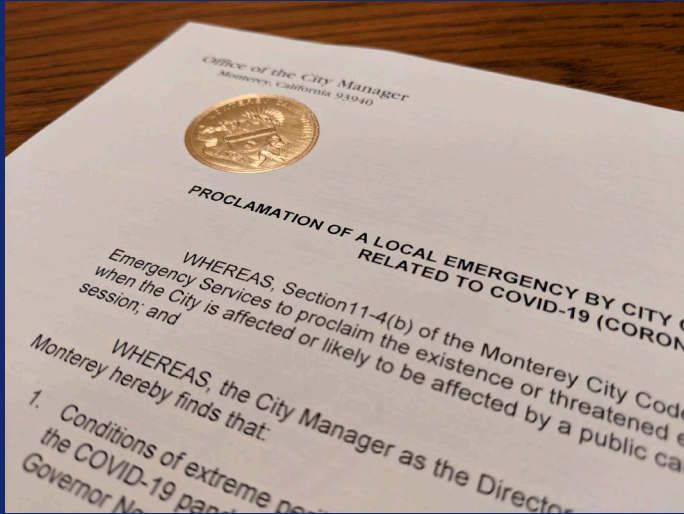 Office of the City Manager
Monterey, California 93940
PROCLAMATION OF A LOCAL EMERGENCY BY CITY
RELATED TO COVID-19 (CORON
WHEREAS, Section11-4(b) of the Monterey City Code
Emergency Services to proclaim the existence or threatened
when the City is affected or likely to be affected by a public
session; and
WHEREAS, the City Manager as the Director
Monterey hereby finds that:
1. Conditions of extreme
the COVID-19
Governor